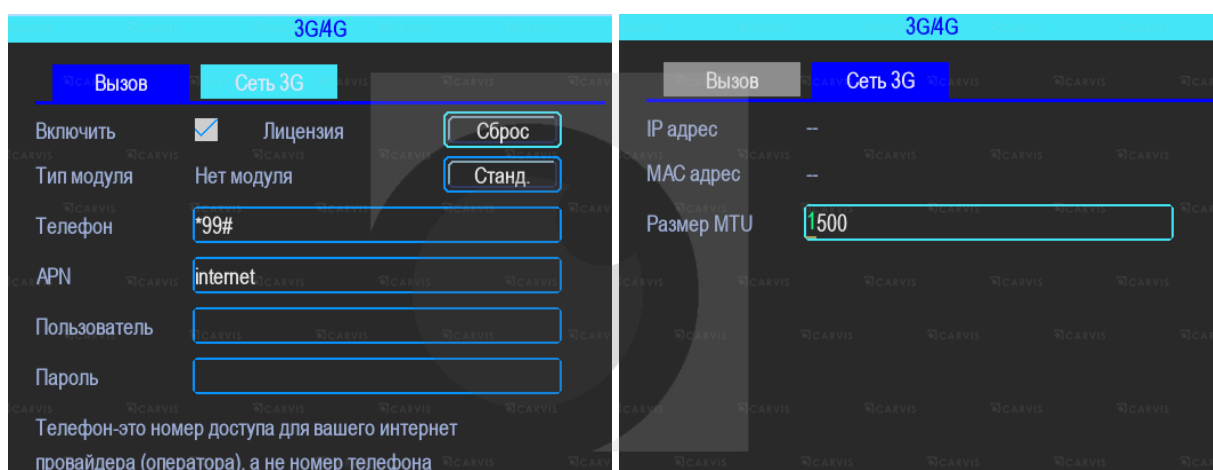 3G/4G
Вызов Сеть 3G
Включить Лицензия Сброс
Тип модуля Нет модуля Станд.
Телефон *99#
APN internet
Пользователь
Пароль
Телефон-это номер доступа для вашего интернет
провайдера (оператора), а не номер телефона
3G/4G
Вызов Сеть 3G
IP адрес --
MAC адрес --
Размер MTU 1500
CARVIS